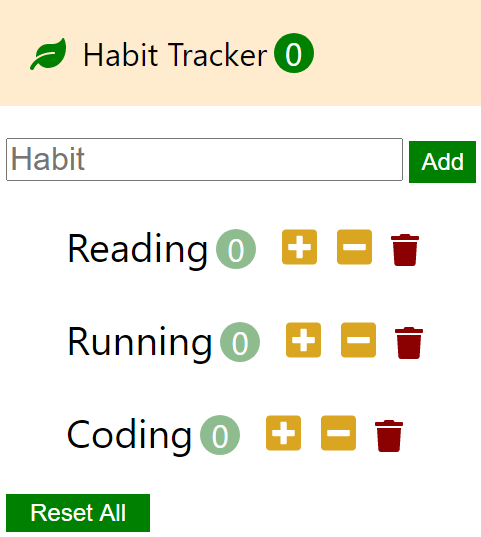 Habit Tracker 0
Habit Add
Reading 0
Running 0
Coding 0
Reset All